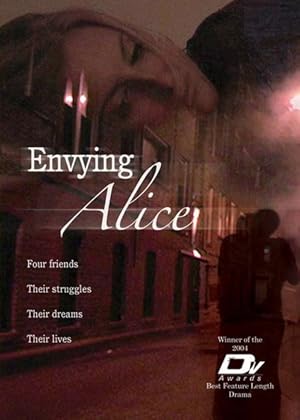 Envying
Alice
Four friends
Their struggles
Their dreams
Their lives
Winner of the
2004
DV
Awards
Best Feature Length
Drama